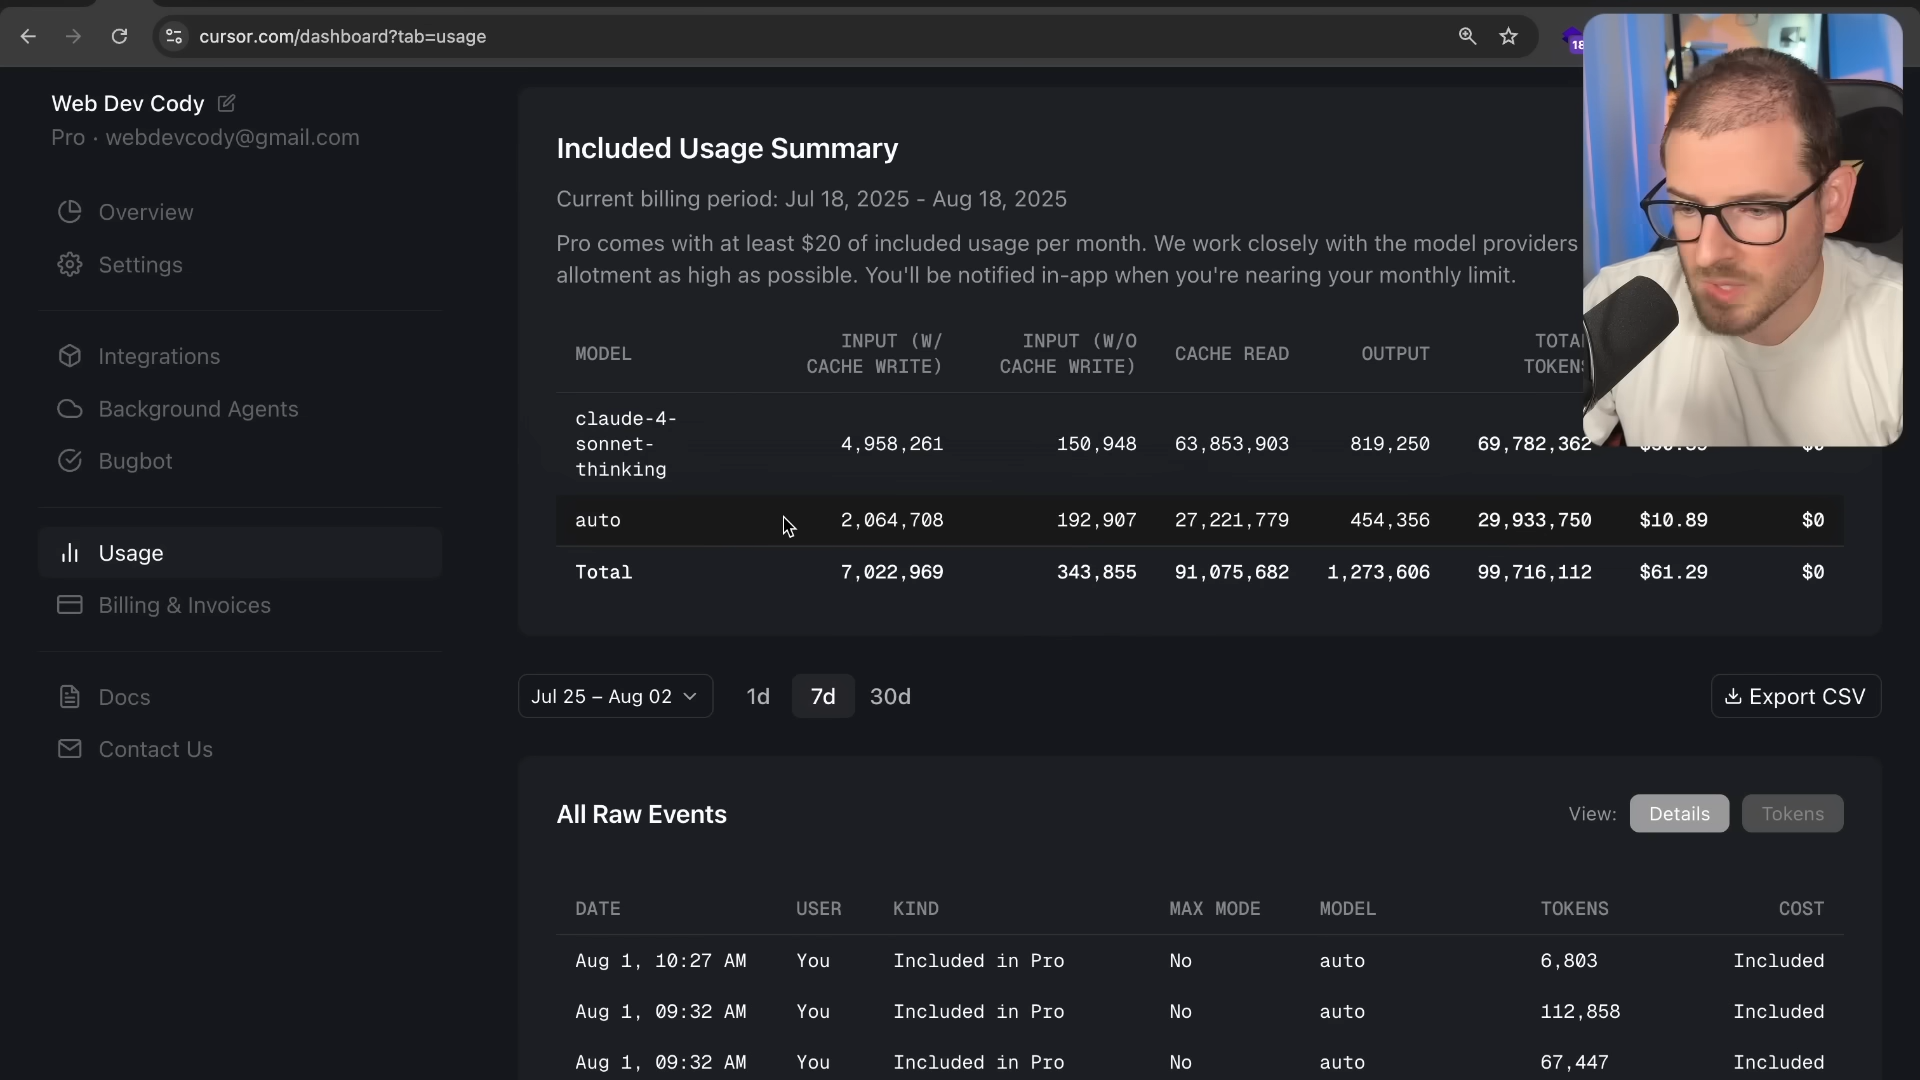 cursor.com/dashboard?tab=usage
18
Web Dev Cody
Pro · webdevcody@gmail.com
Overview
Settings
Integrations
Background Agents
Bugbot
Usage
Billing & Invoices
Docs
Contact Us
Included Usage Summary
Current billing period: Jul 18, 2025 - Aug 18, 2025
Pro comes with at least $20 of included usage per month. We work closely with the model providers
allotment as high as possible. You'll be notified in-app when you're nearing your monthly limit.
MODEL INPUT (W/ CACHE WRITE) INPUT (W/O CACHE WRITE) CACHE READ OUTPUT TOTAL TOKENS
claude-4-sonnet-thinking 4,958,261 150,948 63,853,903 819,250 69,782,362 $0
auto 2,064,708 192,907 27,221,779 454,356 29,933,750 $10.89 $0
Total 7,022,969 343,855 91,075,682 1,273,606 99,716,112 $61.29 $0
Jul 25 – Aug 02 1d 7d 30d Export CSV
All Raw Events View: Details Tokens
DATE USER KIND MAX MODE MODEL TOKENS COST
Aug 1, 10:27 AM You Included in Pro No auto 6,803 Included
Aug 1, 09:32 AM You Included in Pro No auto 112,858 Included
Aug 1, 09:32 AM You Included in Pro No auto 67,447 Included